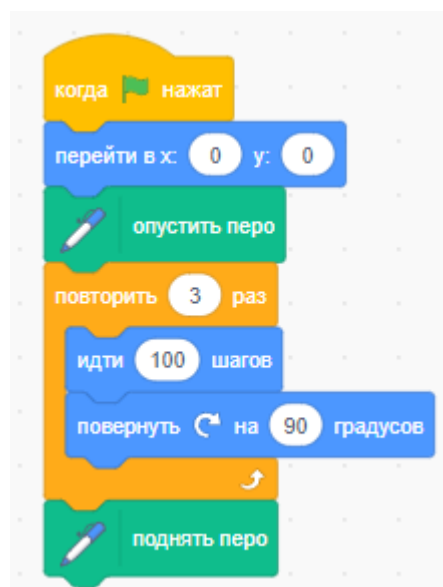 когда нажат
перейти в x: 0 y: 0
опустить перо
повторить 3 раз
идти 100 шагов
повернуть на 90 градусов
поднять перо